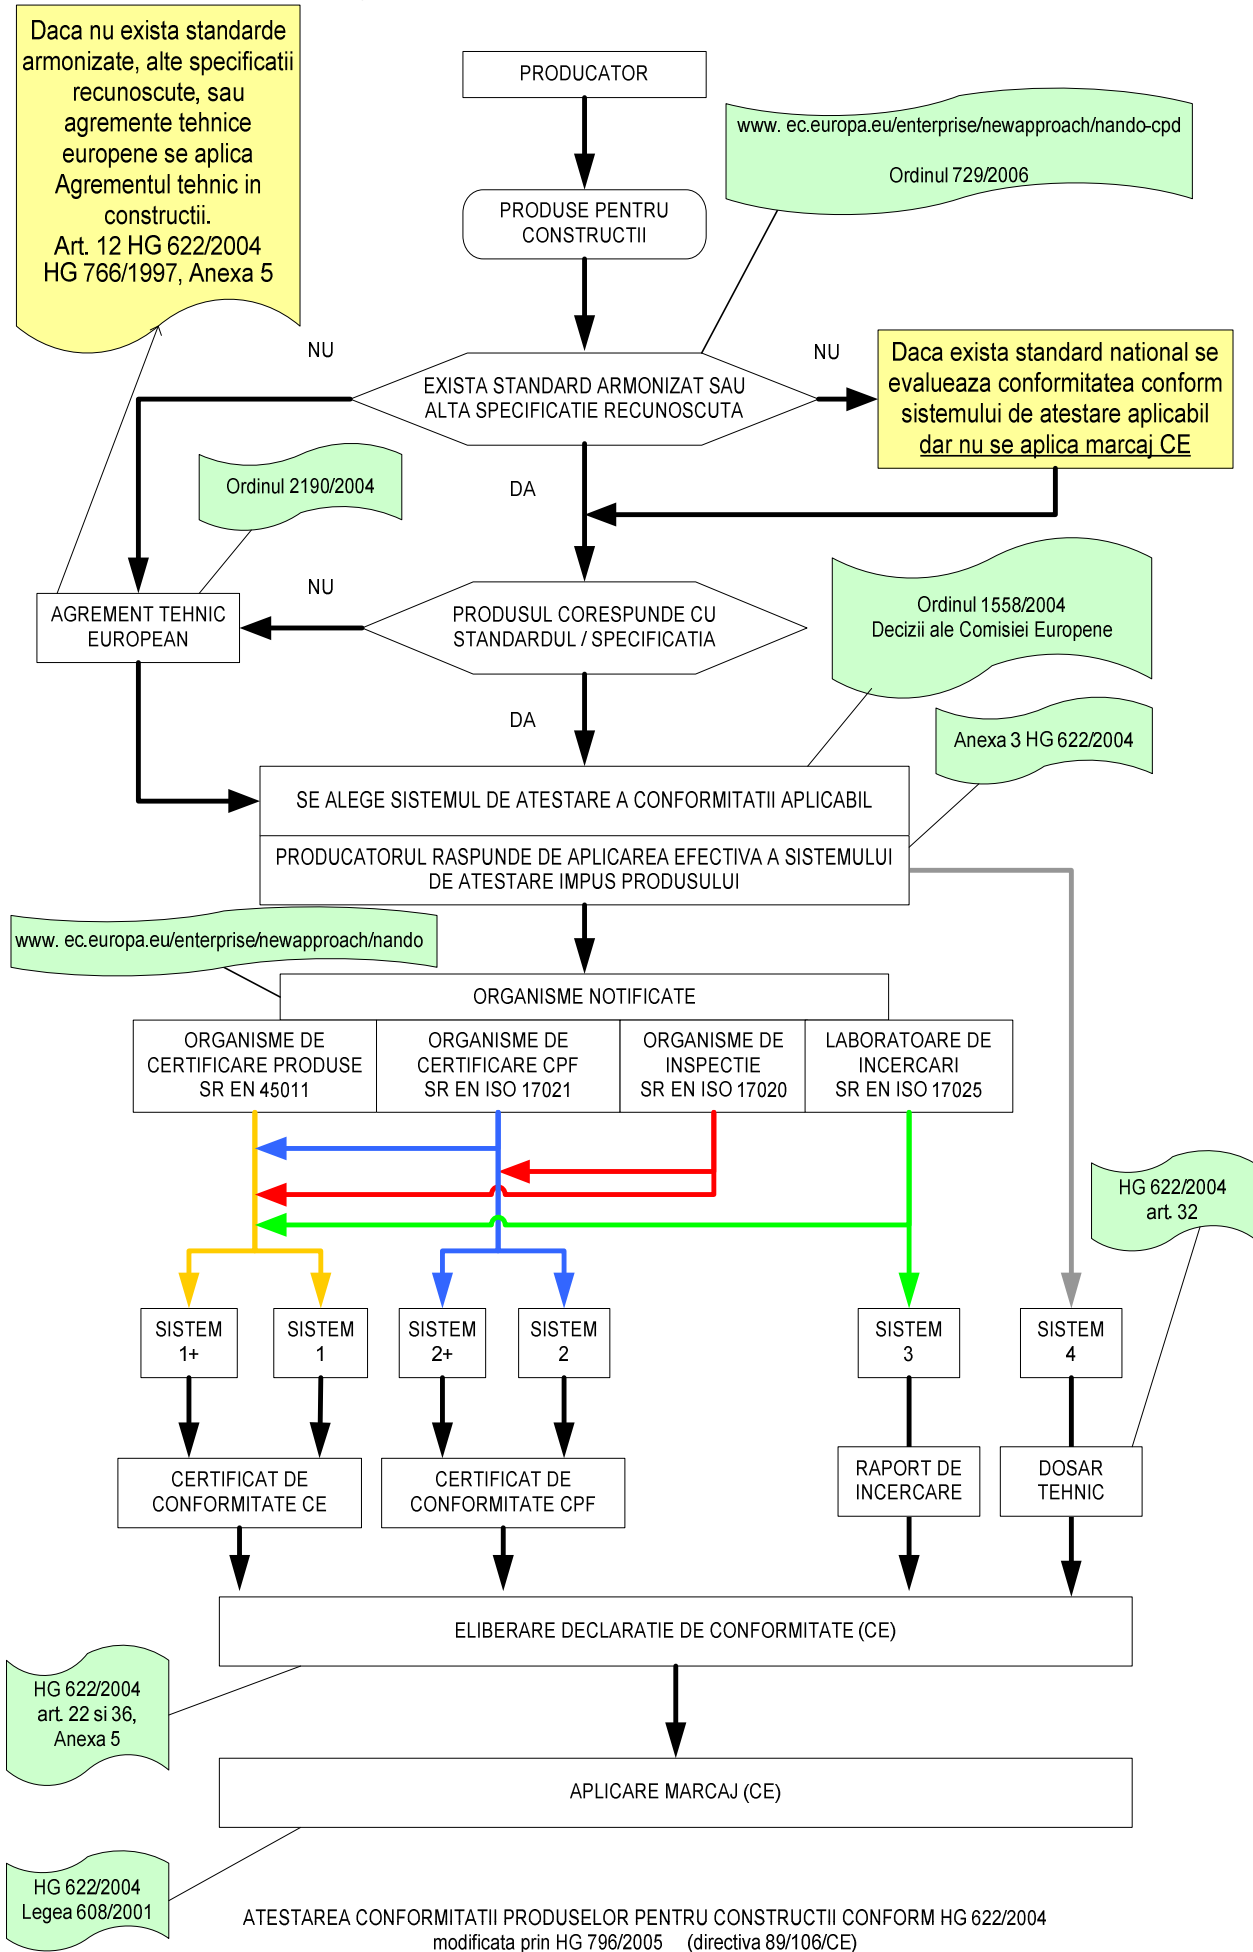 Daca nu exista standarde
armonizate, alte specificatii
recunoscute, sau
agremente tehnice
europene se aplica
Agrementul tehnic in
constructii.
Art. 12 HG 622/2004
HG 766/1997, Anexa 5
PRODUCATOR
www. ec.europa.eu/enterprise/newapproach/nando-cpd
Ordinul 729/2006
PRODUSE PENTRU
CONSTRUCTII
NU
EXISTA STANDARD ARMONIZAT SAU
ALTA SPECIFICATIE RECUNOSCUTA
NU
Daca exista standard national se
evalueaza conformitatea conform
sistemului de atestare aplicabil
dar nu se aplica marcaj CE
Ordinul 2190/2004
DA
AGREMENT TEHNIC
EUROPEAN
NU
PRODUSUL CORESPUNDE CU
STANDARDUL / SPECIFICATIA
Ordinul 1558/2004
Decizii ale Comisiei Europene
DA
Anexa 3 HG 622/2004
SE ALEGE SISTEMUL DE ATESTARE A CONFORMITATII APLICABIL
PRODUCATORUL RASPUNDE DE APLICAREA EFECTIVA A SISTEMULUI
DE ATESTARE IMPUS PRODUSULUI
www. ec.europa.eu/enterprise/newapproach/nando
ORGANISME NOTIFICATE
ORGANISME DE
CERTIFICARE PRODUSE
SR EN 45011
ORGANISME DE
CERTIFICARE CPF
SR EN ISO 17021
ORGANISME DE
INSPECTIE
SR EN ISO 17020
LABORATOARE DE
INCERCARI
SR EN ISO 17025
HG 622/2004
art. 32
SISTEM
1+
SISTEM
1
SISTEM
2+
SISTEM
2
SISTEM
3
SISTEM
4
CERTIFICAT DE
CONFORMITATE CE
CERTIFICAT DE
CONFORMITATE CPF
RAPORT DE
INCERCARE
DOSAR
TEHNIC
ELIBERARE DECLARATIE DE CONFORMITATE (CE)
HG 622/2004
art. 22 si 36,
Anexa 5
APLICARE MARCAJ (CE)
HG 622/2004
Legea 608/2001
ATESTAREA CONFORMITATII PRODUSELOR PENTRU CONSTRUCTII CONFORM HG 622/2004
modificata prin HG 796/2005 (directiva 89/106/CE)